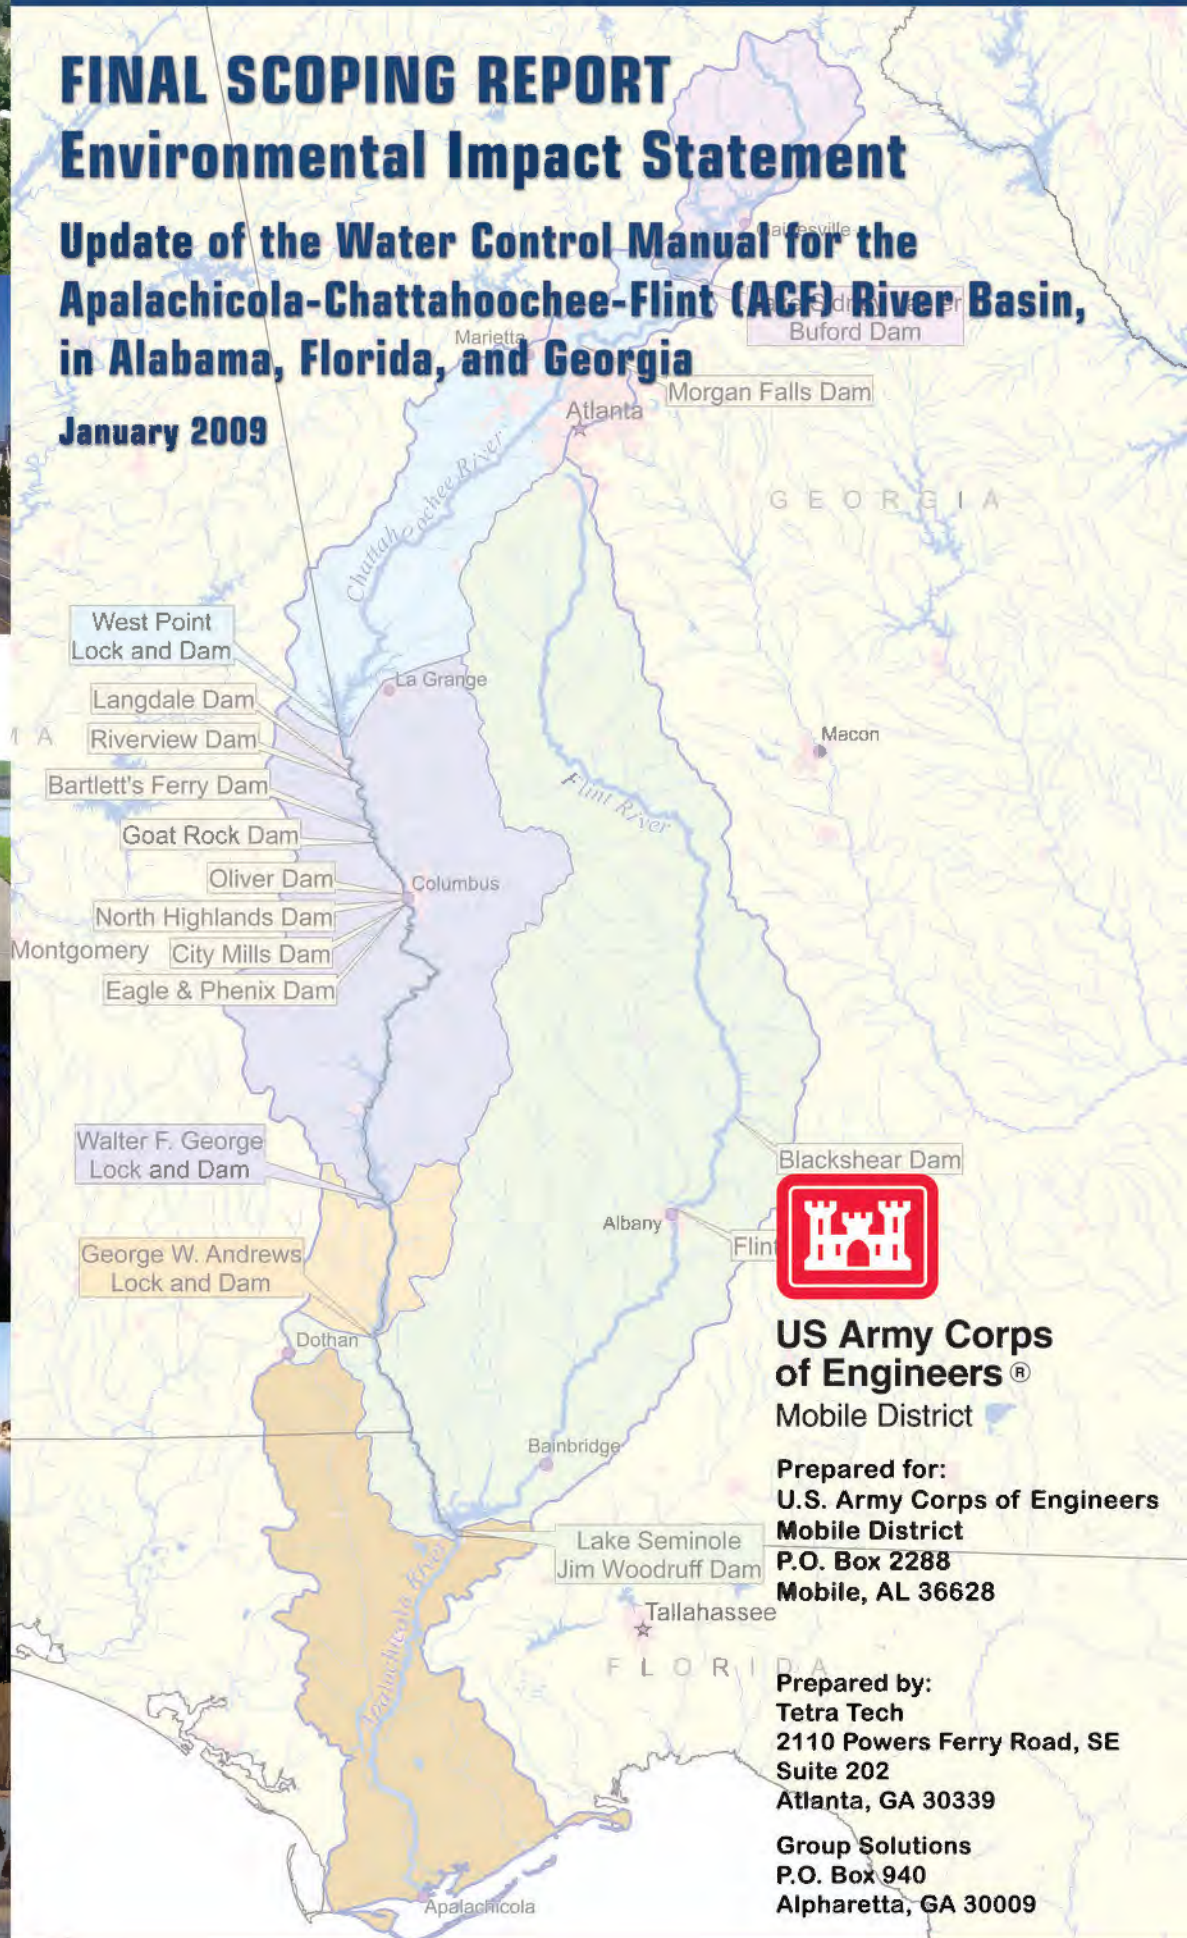 FINAL SCOPING REPORT
Environmental Impact Statement
Update of the Water Control Manual for the
Apalachicola-Chattahoochee-Flint (ACF) River Basin,
in Alabama, Florida, and Georgia
January 2009
Gainesville
Buford Dam
Marietta
Morgan Falls Dam
Atlanta
GEORGIA
Chattahoochee River
West Point
Lock and Dam
La Grange
Langdale Dam
M A
Riverview Dam
Macon
Bartlett's Ferry Dam
Flint River
Goat Rock Dam
Oliver Dam
Columbus
North Highlands Dam
Montgomery
City Mills Dam
Eagle & Phenix Dam
Walter F. George
Lock and Dam
Blackshear Dam
Albany
Flint
George W. Andrews
Lock and Dam
Dothan
US Army Corps
of Engineers ®
Mobile District
Bainbridge
Prepared for:
U.S. Army Corps of Engineers
Mobile District
P.O. Box 2288
Mobile, AL 36628
Lake Seminole
Jim Woodruff Dam
Apalachicola River
Tallahassee
FLORIDA
Prepared by:
Tetra Tech
2110 Powers Ferry Road, SE
Suite 202
Atlanta, GA 30339
Group Solutions
P.O. Box 940
Alpharetta, GA 30009
Apalachicola